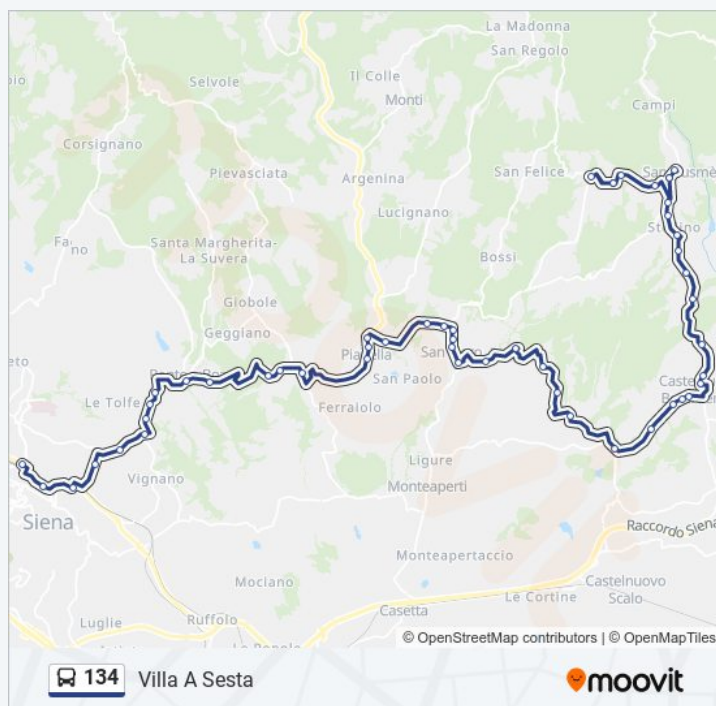 La Madonna
San Regolo
Il Colle
Monti
Selvole
Campi
Corsignano
Pievasciata
San Felice
Argenina
Lucignano
Santa Margherita-
La Suvera
Bossi
Giobole
Geggiano
Pianella
San Paolo
Le Tolfe
Ferraiolo
Ligure
Vignano
Monteaperti
Siena
Raccordo Siena
Monteapertaccio
Mociano
Castelnuovo
Scalo
Le Cortine
Casetta
Luglie
Ruffolo
© OpenStreetMap contributors | © OpenMapTiles
134 Villa A Sesta
moovit